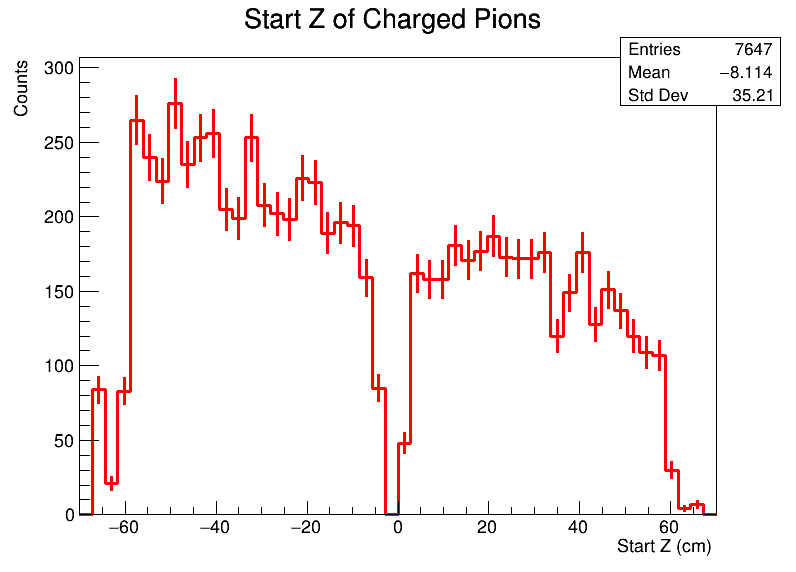 Start Z of Charged Pions
Entries 7647
Mean −8.114
Std Dev 35.21
Counts
300
250
200
150
100
50
0
−60 −40 −20 0 20 40 60
Start Z (cm)